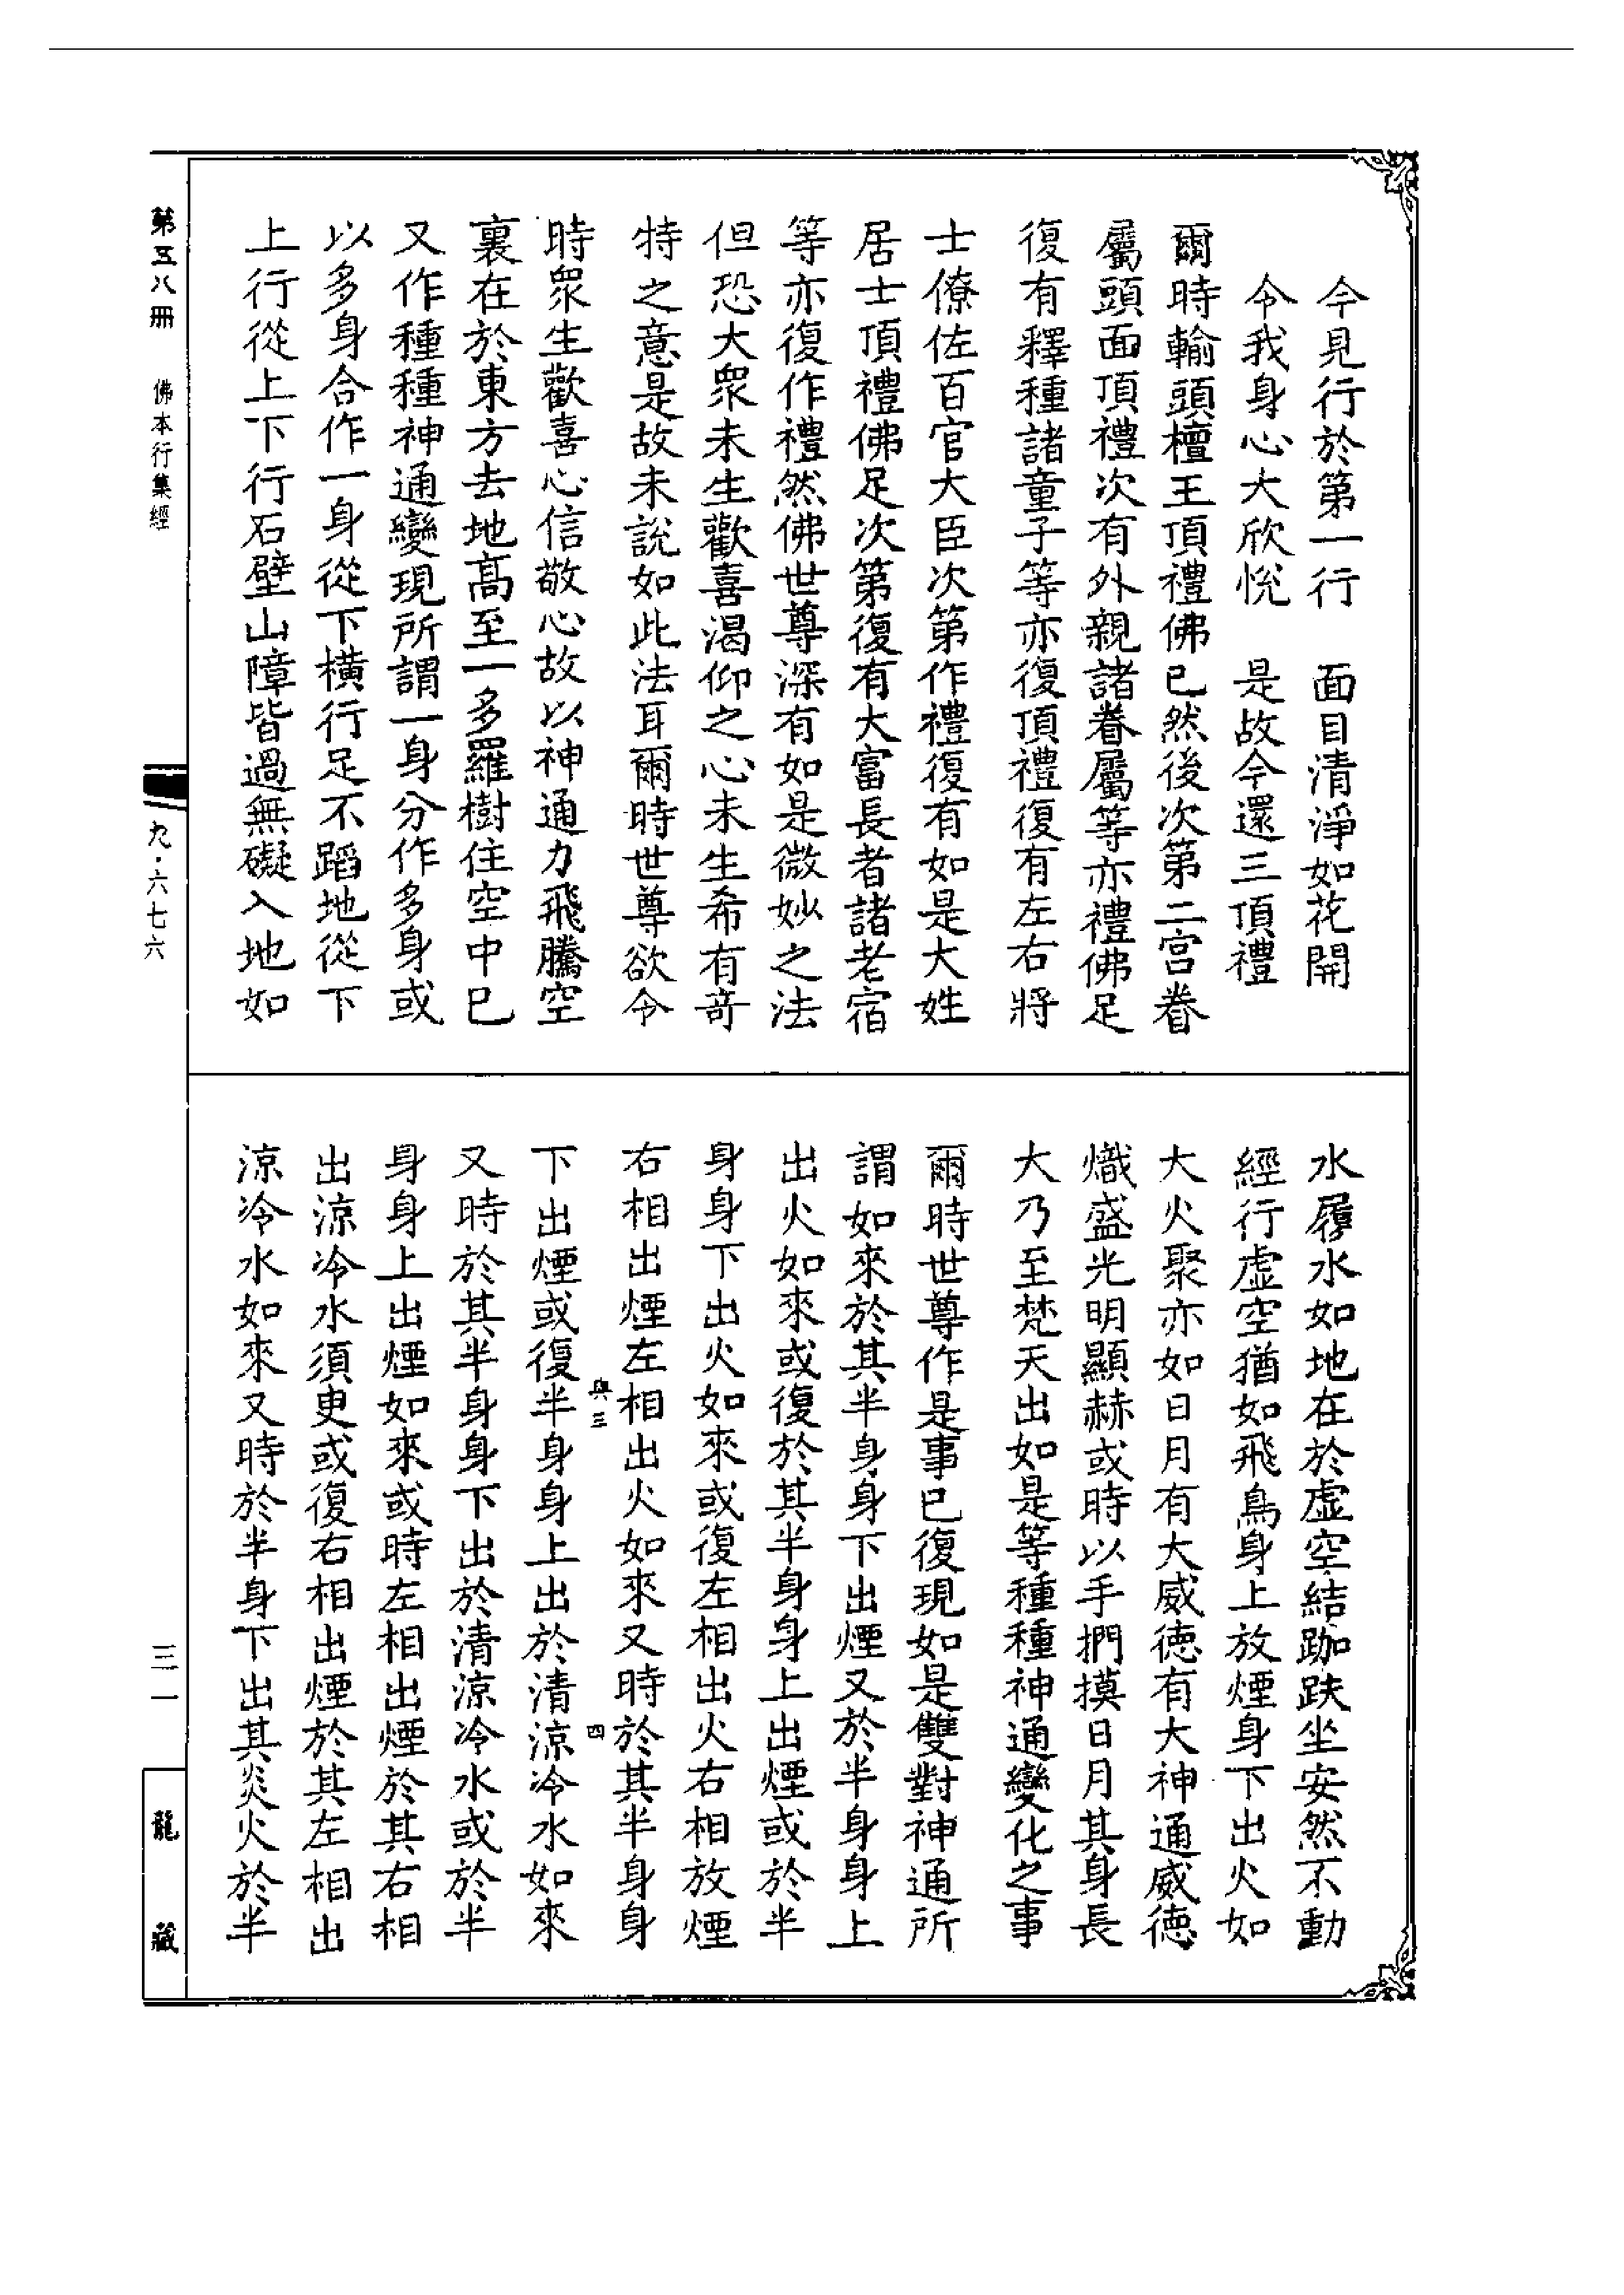 今見行於第一行　面目清淨如花開
令我身心大欣悅　是故今還三頂禮
爾時輸頭檀王頂禮佛已然後次第二宮眷
屬頭面頂禮次有外親諸眷屬等亦禮佛足
復有釋種諸童子等亦復頂禮復有左右將
士僚佐百官大臣次第作禮復有如是大姓
居士頂禮佛足次第復有大富長者諸老宿
等亦復作禮然佛世尊深有如是微妙之法
但恐大眾未生歡喜渴仰之心未生希有奇
特之意是故未說如此法耳爾時世尊欲令
時眾生歡喜心信敬心故以神通力飛騰空
裏在於東方去地高至一多羅樹住空中已
又作種種神通變現所謂一身分作多身或
以多身合作一身從下橫行足不蹈地從下
上行從上下行石壁山障皆過無礙入地如
水履水如地在於虛空結跏趺坐安然不動
經行虛空猶如飛鳥身上放煙身下出火如
大火聚亦如日月有大威德有大神通威德
熾盛光明顯赫或時以手捫摸日月其身長
大乃至梵天出如是等種種神通變化之事
爾時世尊作是事已復現如是雙對神通所
謂如來於其半身身下出煙又於半身身上
出火如來或復於其半身身上出煙或於半
身身下出火如來或復左相出火右相放煙
右相出煙左相出火如來又時於其半身身
與三
四
下出煙或復半身身上出於清涼冷水如來
又時於其半身身下出於清涼冷水或於半
身身上出煙如來或時左相出煙於其右相
出涼冷水須更或復右相出煙於其左相出
涼冷水如來又時於半身下出其炎火於半
第五八冊　佛本行集經
九·六七六
三一
龍藏